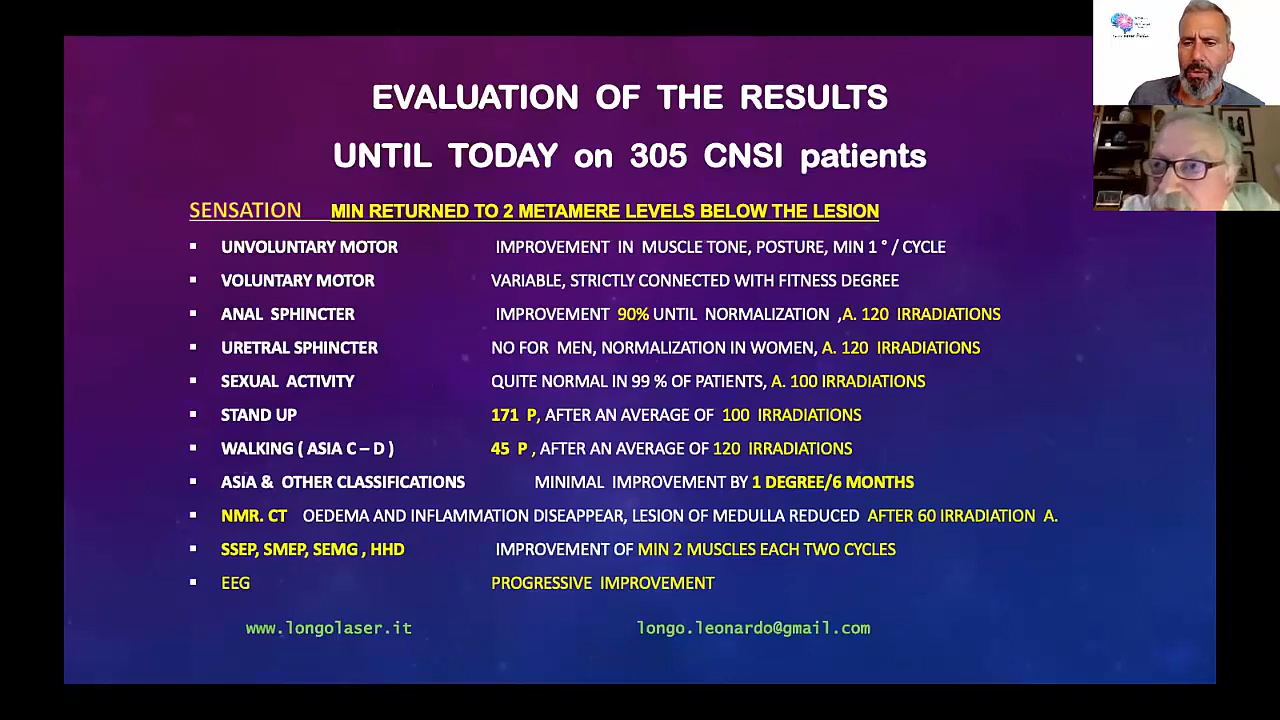 EVALUATION OF THE RESULTS
UNTIL TODAY on 305 CNSI patients
SENSATION MIN RETURNED TO 2 METAMERE LEVELS BELOW THE LESION
▪ UNVOLUNTARY MOTOR IMPROVEMENT IN MUSCLE TONE, POSTURE, MIN 1 ° / CYCLE
▪ VOLUNTARY MOTOR VARIABLE, STRICTLY CONNECTED WITH FITNESS DEGREE
▪ ANAL SPHINCTER IMPROVEMENT 90% UNTIL NORMALIZATION ,A. 120 IRRADIATIONS
▪ URETRAL SPHINCTER NO FOR MEN, NORMALIZATION IN WOMEN, A. 120 IRRADIATIONS
▪ SEXUAL ACTIVITY QUITE NORMAL IN 99 % OF PATIENTS, A. 100 IRRADIATIONS
▪ STAND UP 171 P, AFTER AN AVERAGE OF 100 IRRADIATIONS
▪ WALKING ( ASIA C – D ) 45 P , AFTER AN AVERAGE OF 120 IRRADIATIONS
▪ ASIA & OTHER CLASSIFICATIONS MINIMAL IMPROVEMENT BY 1 DEGREE/6 MONTHS
▪ NMR. CT OEDEMA AND INFLAMMATION DISEAPPEAR, LESION OF MEDULLA REDUCED AFTER 60 IRRADIATION A.
▪ SSEP, SMEP, SEMG , HHD IMPROVEMENT OF MIN 2 MUSCLES EACH TWO CYCLES
▪ EEG PROGRESSIVE IMPROVEMENT
www.longolaser.it longo.leonardo@gmail.com